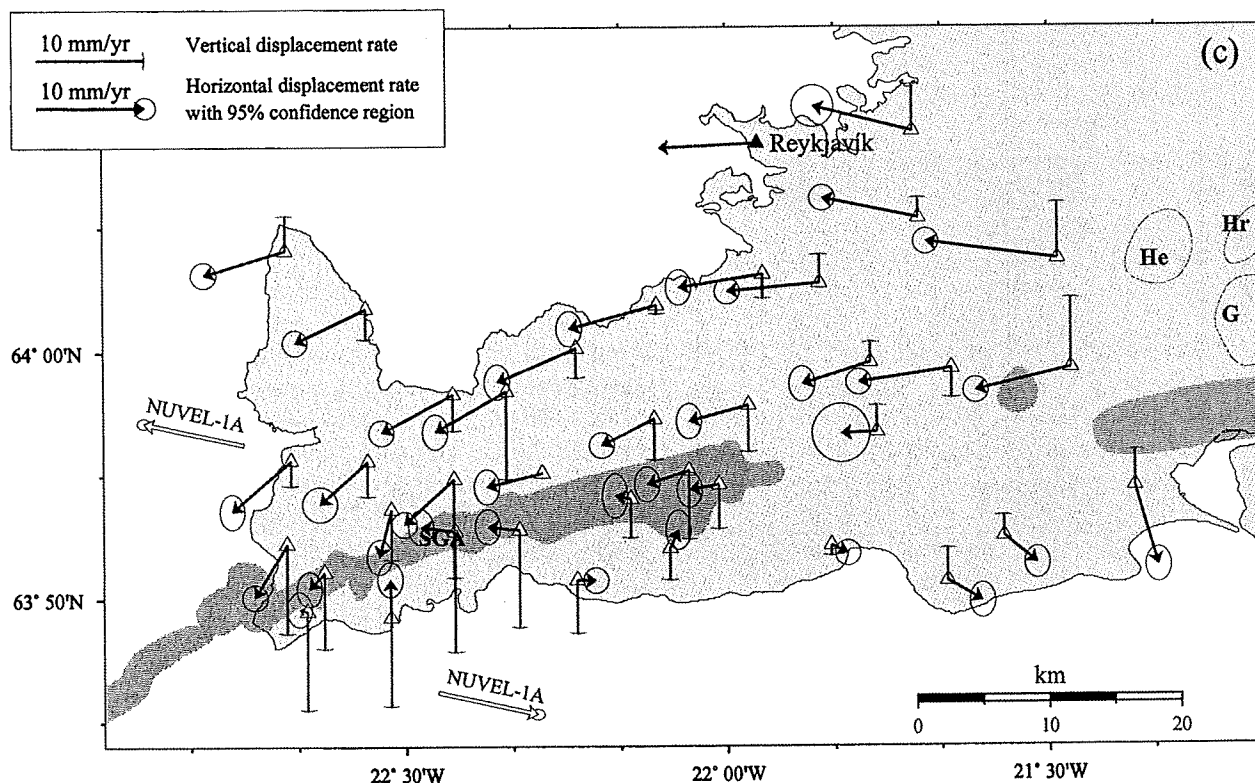 10 mm/yr Vertical displacement rate
10 mm/yr Horizontal displacement rate
with 95% confidence region
(c)
Reykjavík
Hr
He
G
64° 00'N
NUVEL-1A
SGA
63° 50'N
NUVEL-1A
km
0 10 20
22° 30'W 22° 00'W 21° 30'W